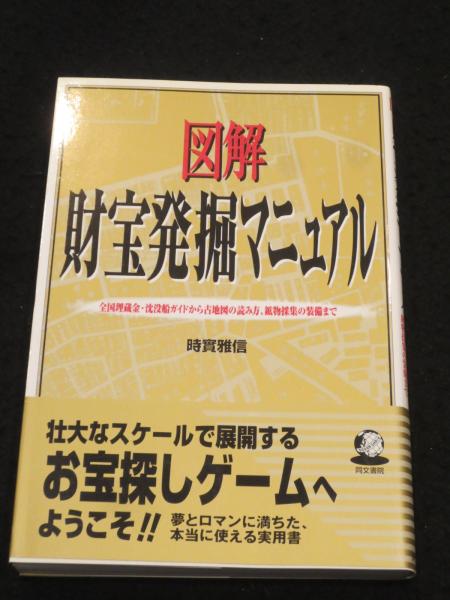 図解
財宝発掘マニュアル
全国埋蔵金・沈没船ガイドから古地図の読み方、鉱物採集の装備まで
時實雅信
壮大なスケールで展開する
お宝探しゲームへ
ようこそ!!
夢とロマンに満ちた、
本当に使える実用書
同文書院